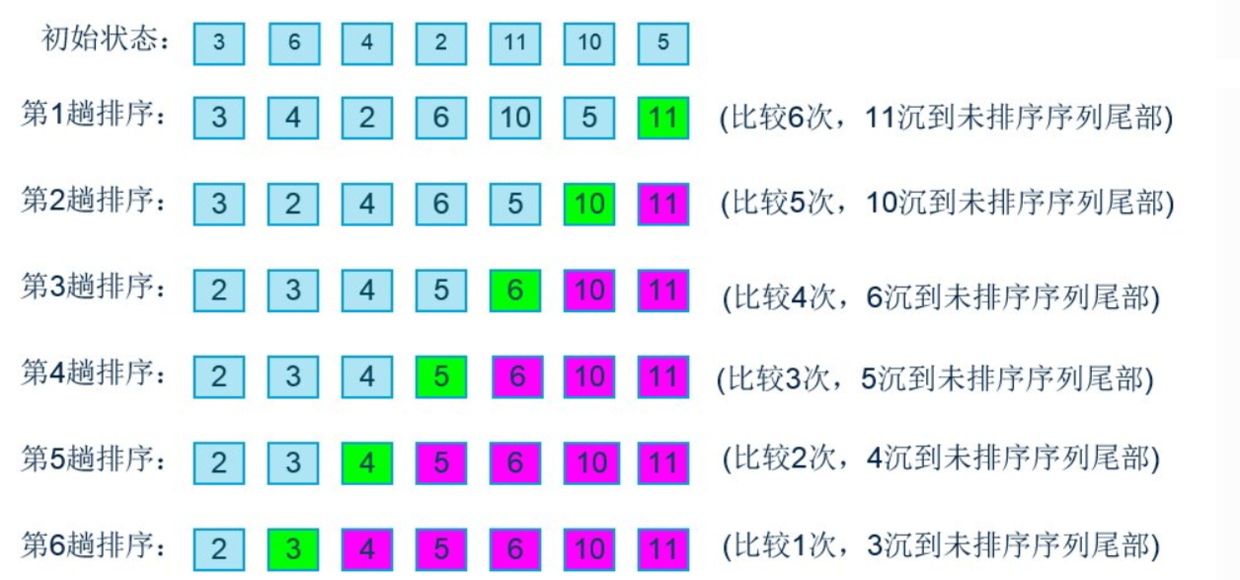 初始状态： 3 6 4 2 11 10 5
第1趟排序： 3 4 2 6 10 5 11 (比较6次，11沉到未排序序列尾部)
第2趟排序： 3 2 4 6 5 10 11 (比较5次，10沉到未排序序列尾部)
第3趟排序： 2 3 4 5 6 10 11 (比较4次，6沉到未排序序列尾部)
第4趟排序： 2 3 4 5 6 10 11 (比较3次，5沉到未排序序列尾部)
第5趟排序： 2 3 4 5 6 10 11 (比较2次，4沉到未排序序列尾部)
第6趟排序： 2 3 4 5 6 10 11 (比较1次，3沉到未排序序列尾部)